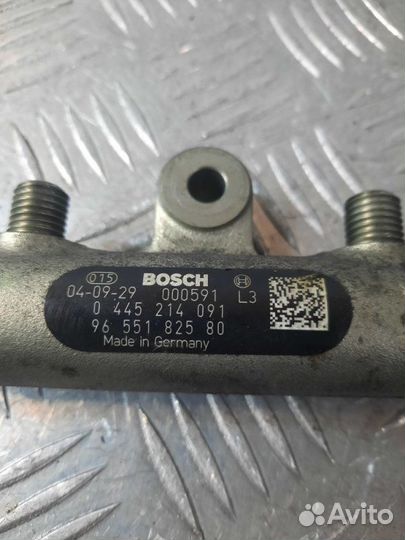 015 BOSCH
04-09-29 000591 L3
0 445 214 091
96 551 825 80
Made in Germany
Avito